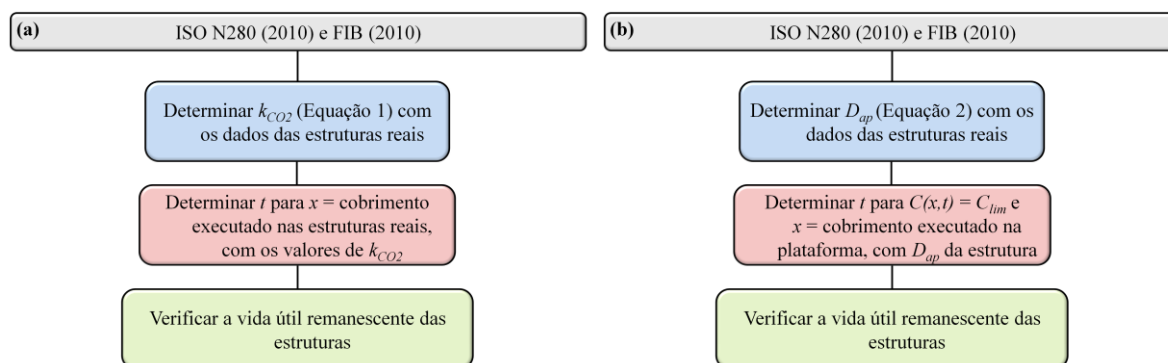 (a)
ISO N280 (2010) e FIB (2010)
Determinar k_CO2 (Equação 1) com
os dados das estruturas reais
Determinar t para x = cobrimento
executado nas estruturas reais,
com os valores de k_CO2
Verificar a vida útil remanescente das
estruturas
(b)
ISO N280 (2010) e FIB (2010)
Determinar D_ap (Equação 2) com os
dados das estruturas reais
Determinar t para C(x,t) = C_lim e
x = cobrimento executado na
plataforma, com D_ap da estrutura
Verificar a vida útil remanescente das
estruturas